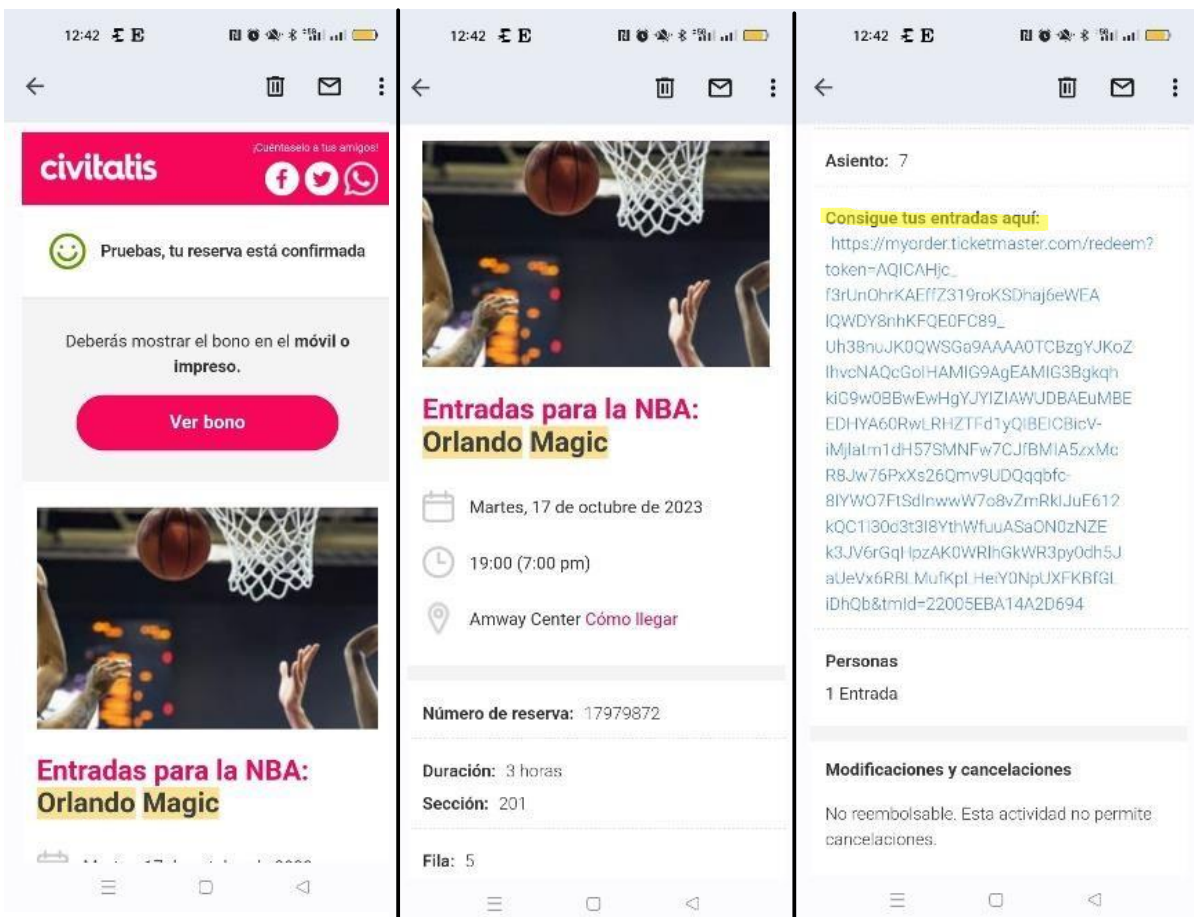 12:42
civitatis
¡Cuéntaselo a tus amigos!
Pruebas, tu reserva está confirmada
Deberás mostrar el bono en el móvil o
impreso.
Ver bono
Entradas para la NBA:
Orlando Magic
12:42
Entradas para la NBA:
Orlando Magic
Martes, 17 de octubre de 2023
19:00 (7:00 pm)
Amway Center Cómo llegar
Número de reserva: 17979872
Duración: 3 horas
Sección: 201
Fila: 5
12:42
Asiento: 7
Consigue tus entradas aquí:
https://myorder.ticketmaster.com/redeem?
token=AQICAHjc_
f3rUnOhrKAEffZ319roKSDhaj6eWEA
Personas
1 Entrada
Modificaciones y cancelaciones
No reembolsable. Esta actividad no permite
cancelaciones.